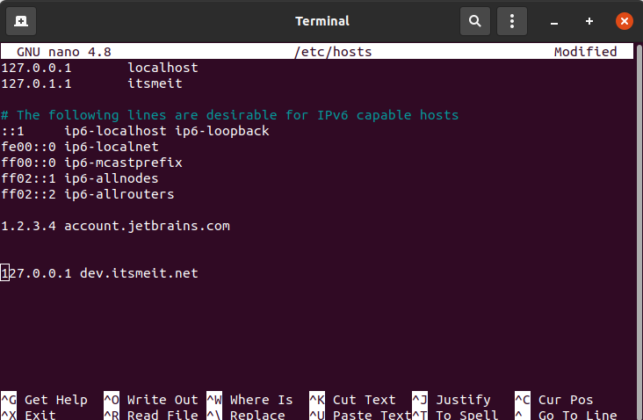 Terminal
GNU nano 4.8 /etc/hosts Modified
127.0.0.1 localhost
127.0.1.1 itsmeit
# The following lines are desirable for IPv6 capable hosts
::1 ip6-localhost ip6-loopback
fe00::0 ip6-localnet
ff00::0 ip6-mcastprefix
ff02::1 ip6-allnodes
ff02::2 ip6-allrouters
1.2.3.4 account.jetbrains.com
127.0.0.1 dev.itsmeit.net
^G Get Help ^O Write Out ^W Where Is ^K Cut Text ^J Justify ^C Cur Pos
^X Exit ^R Read File ^\ Replace ^U Paste Text ^T To Spell ^_ Go To Line